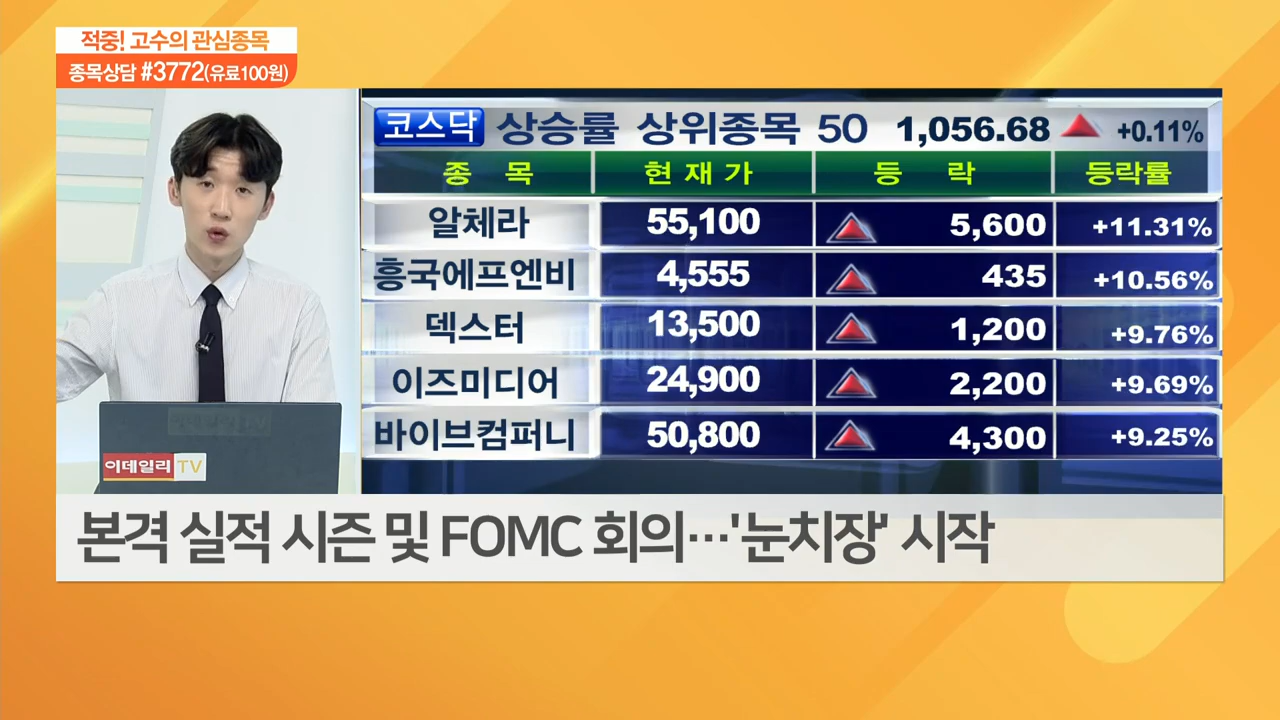 적중! 고수의 관심종목
종목상담 #3772(유료100원)
코스닥 상승률 상위종목 50 1,056.68 ▲ +0.11%
종 목 현 재 가 등 락 등락률
알체라 55,100 ▲ 5,600 +11.31%
흥국에프엔비 4,555 ▲ 435 +10.56%
덱스터 13,500 ▲ 1,200 +9.76%
이즈미디어 24,900 ▲ 2,200 +9.69%
바이브컴퍼니 50,800 ▲ 4,300 +9.25%
이데일리 TV
본격 실적 시즌 및 FOMC 회의…'눈치장' 시작